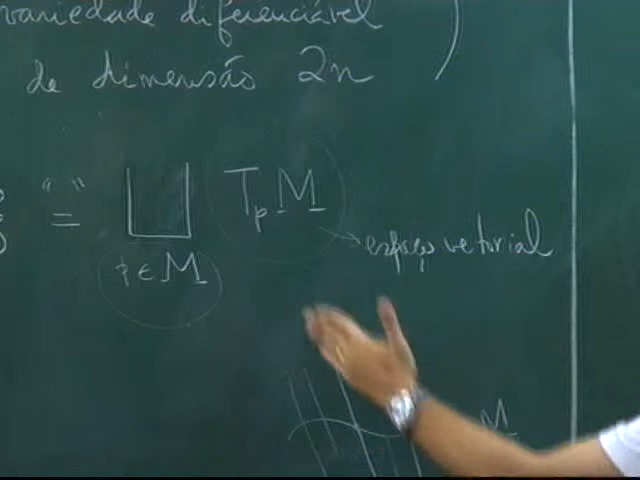 variedade diferenciável
de dimensão 2n )
"=" ⊔ TpM
p ∈ M
→ espaço vetorial
M